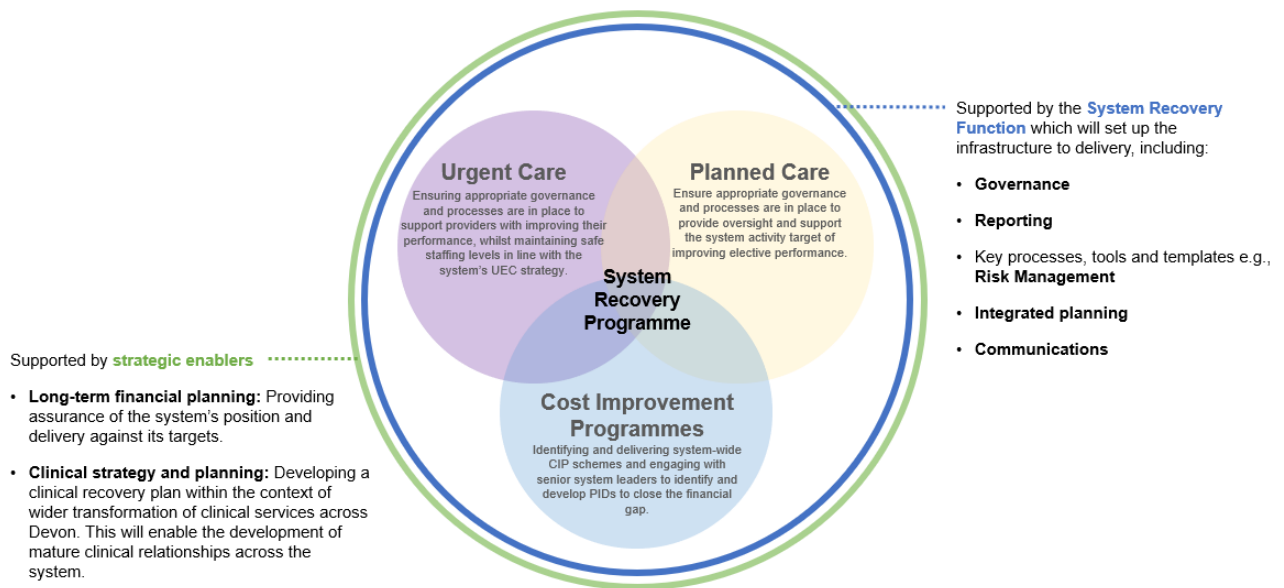 Urgent Care
Ensuring appropriate governance
and processes are in place to
support providers with improving their
performance, whilst maintaining safe
staffing levels in line with the
system's UEC strategy.
Planned Care
Ensure appropriate governance
and processes are in place to
provide oversight and support
the system activity target of
improving elective performance.
System
Recovery
Programme
Cost Improvement
Programmes
Identifying and delivering system-wide
CIP schemes and engaging with
senior system leaders to identify and
develop PIDs to close the financial
gap.
Supported by the System Recovery
Function which will set up the
infrastructure to delivery, including:
• Governance
• Reporting
• Key processes, tools and templates e.g.,
Risk Management
• Integrated planning
• Communications
Supported by strategic enablers
• Long-term financial planning: Providing
assurance of the system's position and
delivery against its targets.
• Clinical strategy and planning: Developing a
clinical recovery plan within the context of
wider transformation of clinical services across
Devon. This will enable the development of
mature clinical relationships across the
system.